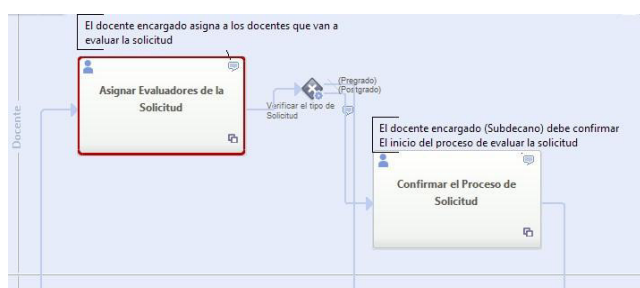 El docente encargado asigna a los docentes que van a
evaluar la solicitud
Asignar Evaluadores de la
Solicitud
(Pregrado)
(Postgrado)
Verificar el tipo de
Solicitud
Docente
El docente encargado (Subdecano) debe confirmar
El inicio del proceso de evaluar la solicitud
Confirmar el Proceso de
Solicitud